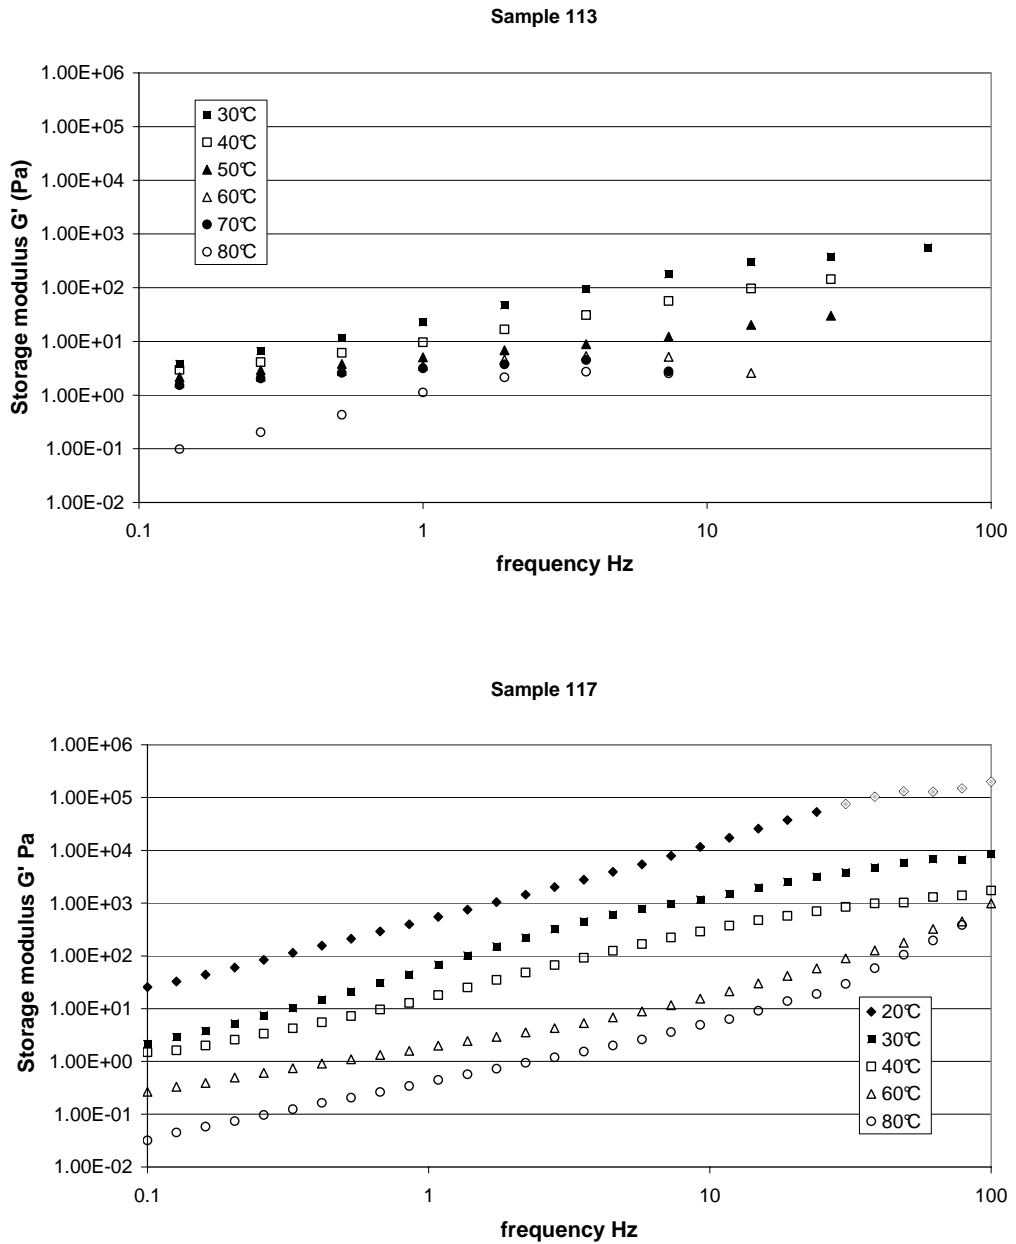 Sample 113
1.00E+06
1.00E+05
1.00E+04
1.00E+03
1.00E+02
1.00E+01
1.00E+00
1.00E-01
1.00E-02
Storage modulus G' (Pa)
30°C
40°C
50°C
60°C
70°C
80°C
0.1 1 10 100
frequency Hz
Sample 117
1.00E+06
1.00E+05
1.00E+04
1.00E+03
1.00E+02
1.00E+01
1.00E+00
1.00E-01
1.00E-02
Storage modulus G' Pa
20°C
30°C
40°C
60°C
80°C
0.1 1 10 100
frequency Hz